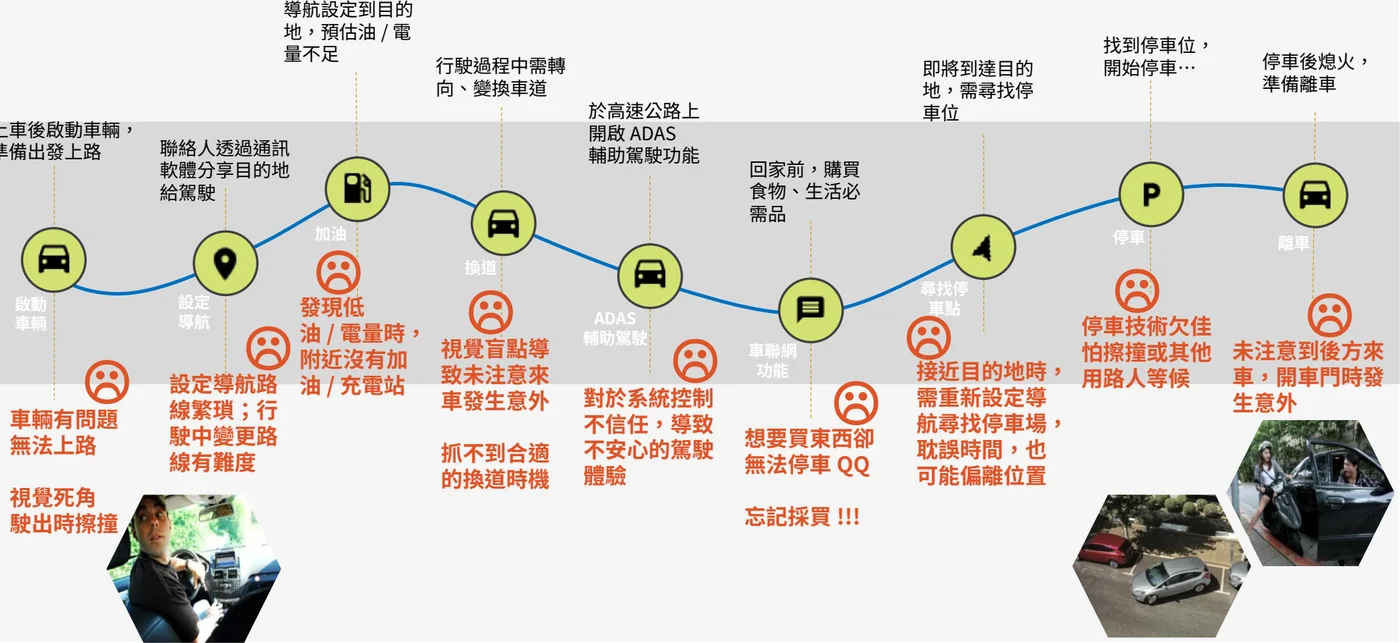 上車後啟動車輛，
準備出發上路
啟動
車輛
車輛有問題
無法上路
視覺死角
駛出時擦撞
聯絡人透過通訊
軟體分享目的地
給駕駛
設定
導航
設定導航路
線繁瑣；行
駛中變更路
線有難度
導航設定到目的
地，預估油 / 電
量不足
加油
發現低
油 / 電量時，
附近沒有加
油 / 充電站
行駛過程中需轉
向、變換車道
換道
視覺盲點導
致未注意來
車發生意外
抓不到合適
的換道時機
於高速公路上
開啟 ADAS
輔助駕駛功能
ADAS
輔助駕駛
對於系統控制
不信任，導致
不安心的駕駛
體驗
回家前，購買
食物、生活必
需品
車聯網
功能
想要買東西卻
無法停車 QQ
忘記採買 !!!
即將到達目的
地，需尋找停
車位
尋找停
車點
接近目的地時，
需重新設定導
航尋找停車場，
耽誤時間，也
可能偏離位置
找到停車位，
開始停車⋯
P
停車
停車技術欠佳
怕擦撞或其他
用路人等候
停車後熄火，
準備離車
離車
未注意到後方來
車，開車門時發
生意外